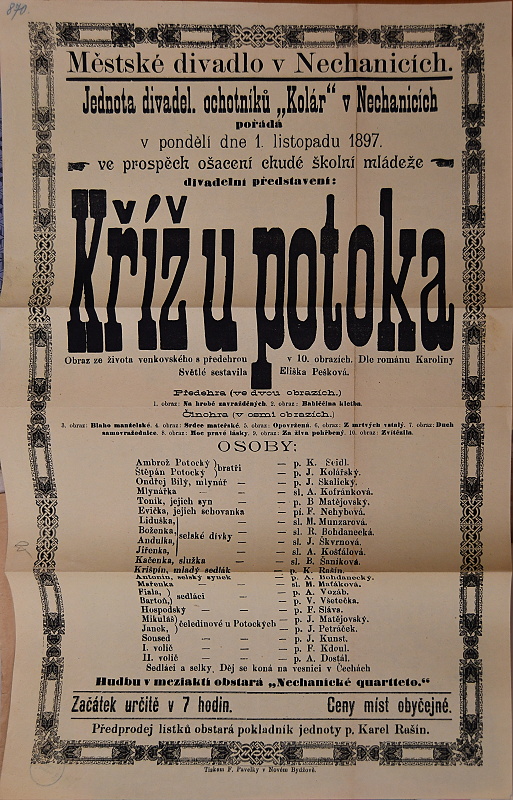 870.
Městské divadlo v Nechanicích.
Jednota divadel. ochotníků „Kolár“ v Nechanicích
pořádá
v pondělí dne 1. listopadu 1897.
ve prospěch ošacení chudé školní mládeže
divadelní představení:
Kříž u potoka
Obraz ze života venkovského s předehrou v 10. obrazích. Dle románu Karoliny
Světlé sestavila Eliška Pešková.
Předehra (ve dvou obrazích.)
1. obraz: Na hrobě zavražděných. 2. obraz: Babiččina kletba.
Činohra (v osmi obrazích.)
3. obraz: Blaho manželské. 4. obraz: Srdce mateřské. 5. obraz: Opovržená. 6. obraz: Z mrtvých vstalý. 7. obraz: Duch
samovražednice. 8. obraz: Moc pravé lásky. 9. obraz: Za živa pohřbený. 10. obraz: Zvítězila.
OSOBY:
Ambrož Potocký } bratři — p. K. Seidl.
Štěpán Potocký } — p. J. Kolářský.
Ondřej Bílý, mlynář — — p. J. Skalický.
Mlynářka — — — sl. A. Kofránková.
Toník, jejich syn — — p. B Matějovský.
Evička, jejich schovanka — pí. F. Nehybová.
Liduška, } selské dívky — sl. M. Munzarová.
Boženka, — sl. R. Bohdanecká.
Andulka, — sl. J. Škvrnová.
Jiřenka, — sl. A. Košťálová.
Kačenka, služka — — sl. B. Šaníková.
Krišpín, mladý sedlák — p. K. Rašín.
Antonín, selský synek — p. A. Bohdanecký.
Matenka — — — sl. M. Maťáková.
Fiala, } sedláci — — p. A. Vozáb.
Bartoň, — — p. V. Všetečka.
Hospodský — — — p. F. Sláva.
Mikuláš } čeledínové u Potockých — p. J. Matějovský.
Janek, — p. J. Petráček.
Soused — — — p. J. Kunst.
I. volič — — — p. F. Kdoul.
II. volič — — — p. A. Dostál.
Sedláci a selky. Děj se koná na vesnici v Čechách
Hudbu v meziaktí obstará „Nechanické quartteto.“
Začátek určitě v 7 hodin. Ceny míst obyčejné.
Předprodej lístků obstará pokladník jednoty p. Karel Rašín.
Tiskem F. Pavelky v Novém Bydžově.